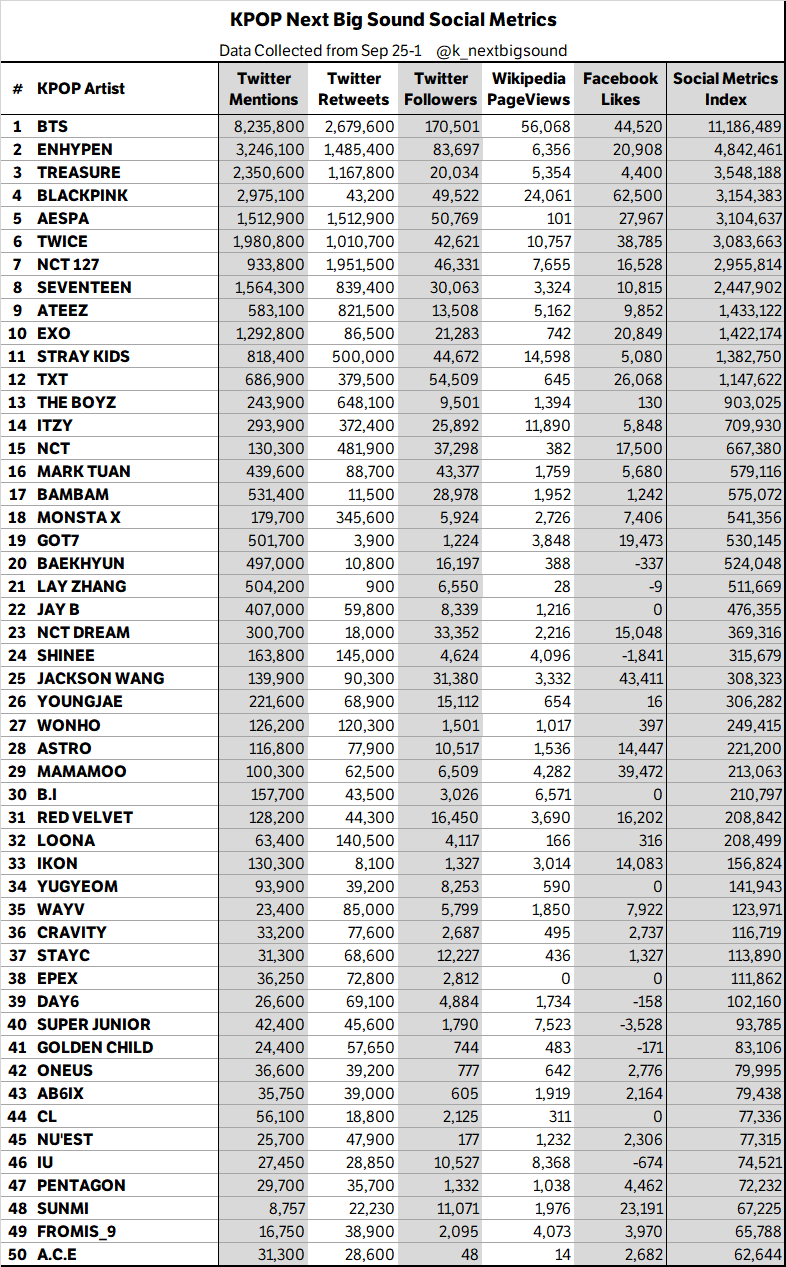 KPOP Next Big Sound Social Metrics
Data Collected from Sep 25-1 @k_nextbigsound
# KPOP Artist Twitter Mentions Twitter Retweets Twitter Followers Wikipedia PageViews Facebook Likes Social Metrics Index
1 BTS 8,235,800 2,679,600 170,501 56,068 44,520 11,186,489
2 ENHYPEN 3,246,100 1,485,400 83,697 6,356 20,908 4,842,461
3 TREASURE 2,350,600 1,167,800 20,034 5,354 4,400 3,548,188
4 BLACKPINK 2,975,100 43,200 49,522 24,061 62,500 3,154,383
5 AESPA 1,512,900 1,512,900 50,769 101 27,967 3,104,637
6 TWICE 1,980,800 1,010,700 42,621 10,757 38,785 3,083,663
7 NCT 127 933,800 1,951,500 46,331 7,655 16,528 2,955,814
8 SEVENTEEN 1,564,300 839,400 30,063 3,324 10,815 2,447,902
9 ATEEZ 583,100 821,500 13,508 5,162 9,852 1,433,122
10 EXO 1,292,800 86,500 21,283 742 20,849 1,422,174
11 STRAY KIDS 818,400 500,000 44,672 14,598 5,080 1,382,750
12 TXT 686,900 379,500 54,509 645 26,068 1,147,622
13 THE BOYZ 243,900 648,100 9,501 1,394 130 903,025
14 ITZY 293,900 372,400 25,892 11,890 5,848 709,930
15 NCT 130,300 481,900 37,298 382 17,500 667,380
16 MARK TUAN 439,600 88,700 43,377 1,759 5,680 579,116
17 BAMBAM 531,400 11,500 28,978 1,952 1,242 575,072
18 MONSTA X 179,700 345,600 5,924 2,726 7,406 541,356
19 GOT7 501,700 3,900 1,224 3,848 19,473 530,145
20 BAEKHYUN 497,000 10,800 16,197 388 -337 524,048
21 LAY ZHANG 504,200 900 6,550 28 -9 511,669
22 JAY B 407,000 59,800 8,339 1,216 0 476,355
23 NCT DREAM 300,700 18,000 33,352 2,216 15,048 369,316
24 SHINEE 163,800 145,000 4,624 4,096 -1,841 315,679
25 JACKSON WANG 139,900 90,300 31,380 3,332 43,411 308,323
26 YOUNGJAE 221,600 68,900 15,112 654 16 306,282
27 WONHO 126,200 120,300 1,501 1,017 397 249,415
28 ASTRO 116,800 77,900 10,517 1,536 14,447 221,200
29 MAMAMOO 100,300 62,500 6,509 4,282 39,472 213,063
30 B.I 157,700 43,500 3,026 6,571 0 210,797
31 RED VELVET 128,200 44,300 16,450 3,690 16,202 208,842
32 LOONA 63,400 140,500 4,117 166 316 208,499
33 IKON 130,300 8,100 1,327 3,014 14,083 156,824
34 YUGYEOM 93,900 39,200 8,253 590 0 141,943
35 WAYV 23,400 85,000 5,799 1,850 7,922 123,971
36 CRAVITY 33,200 77,600 2,687 495 2,737 116,719
37 STAYC 31,300 68,600 12,227 436 1,327 113,890
38 EPEX 36,250 72,800 2,812 0 0 111,862
39 DAY6 26,600 69,100 4,884 1,734 -158 102,160
40 SUPER JUNIOR 42,400 45,600 1,790 7,523 -3,528 93,785
41 GOLDEN CHILD 24,400 57,650 744 483 -171 83,106
42 ONEUS 36,600 39,200 777 642 2,776 79,995
43 AB6IX 35,750 39,000 605 1,919 2,164 79,438
44 CL 56,100 18,800 2,125 311 0 77,336
45 NU'EST 25,700 47,900 177 1,232 2,306 77,315
46 IU 27,450 28,850 10,527 8,368 -674 74,521
47 PENTAGON 29,700 35,700 1,332 1,038 4,462 72,232
48 SUNMI 8,757 22,230 11,071 1,976 23,191 67,225
49 FROMIS_9 16,750 38,900 2,095 4,073 3,970 65,788
50 A.C.E 31,300 28,600 48 14 2,682 62,644